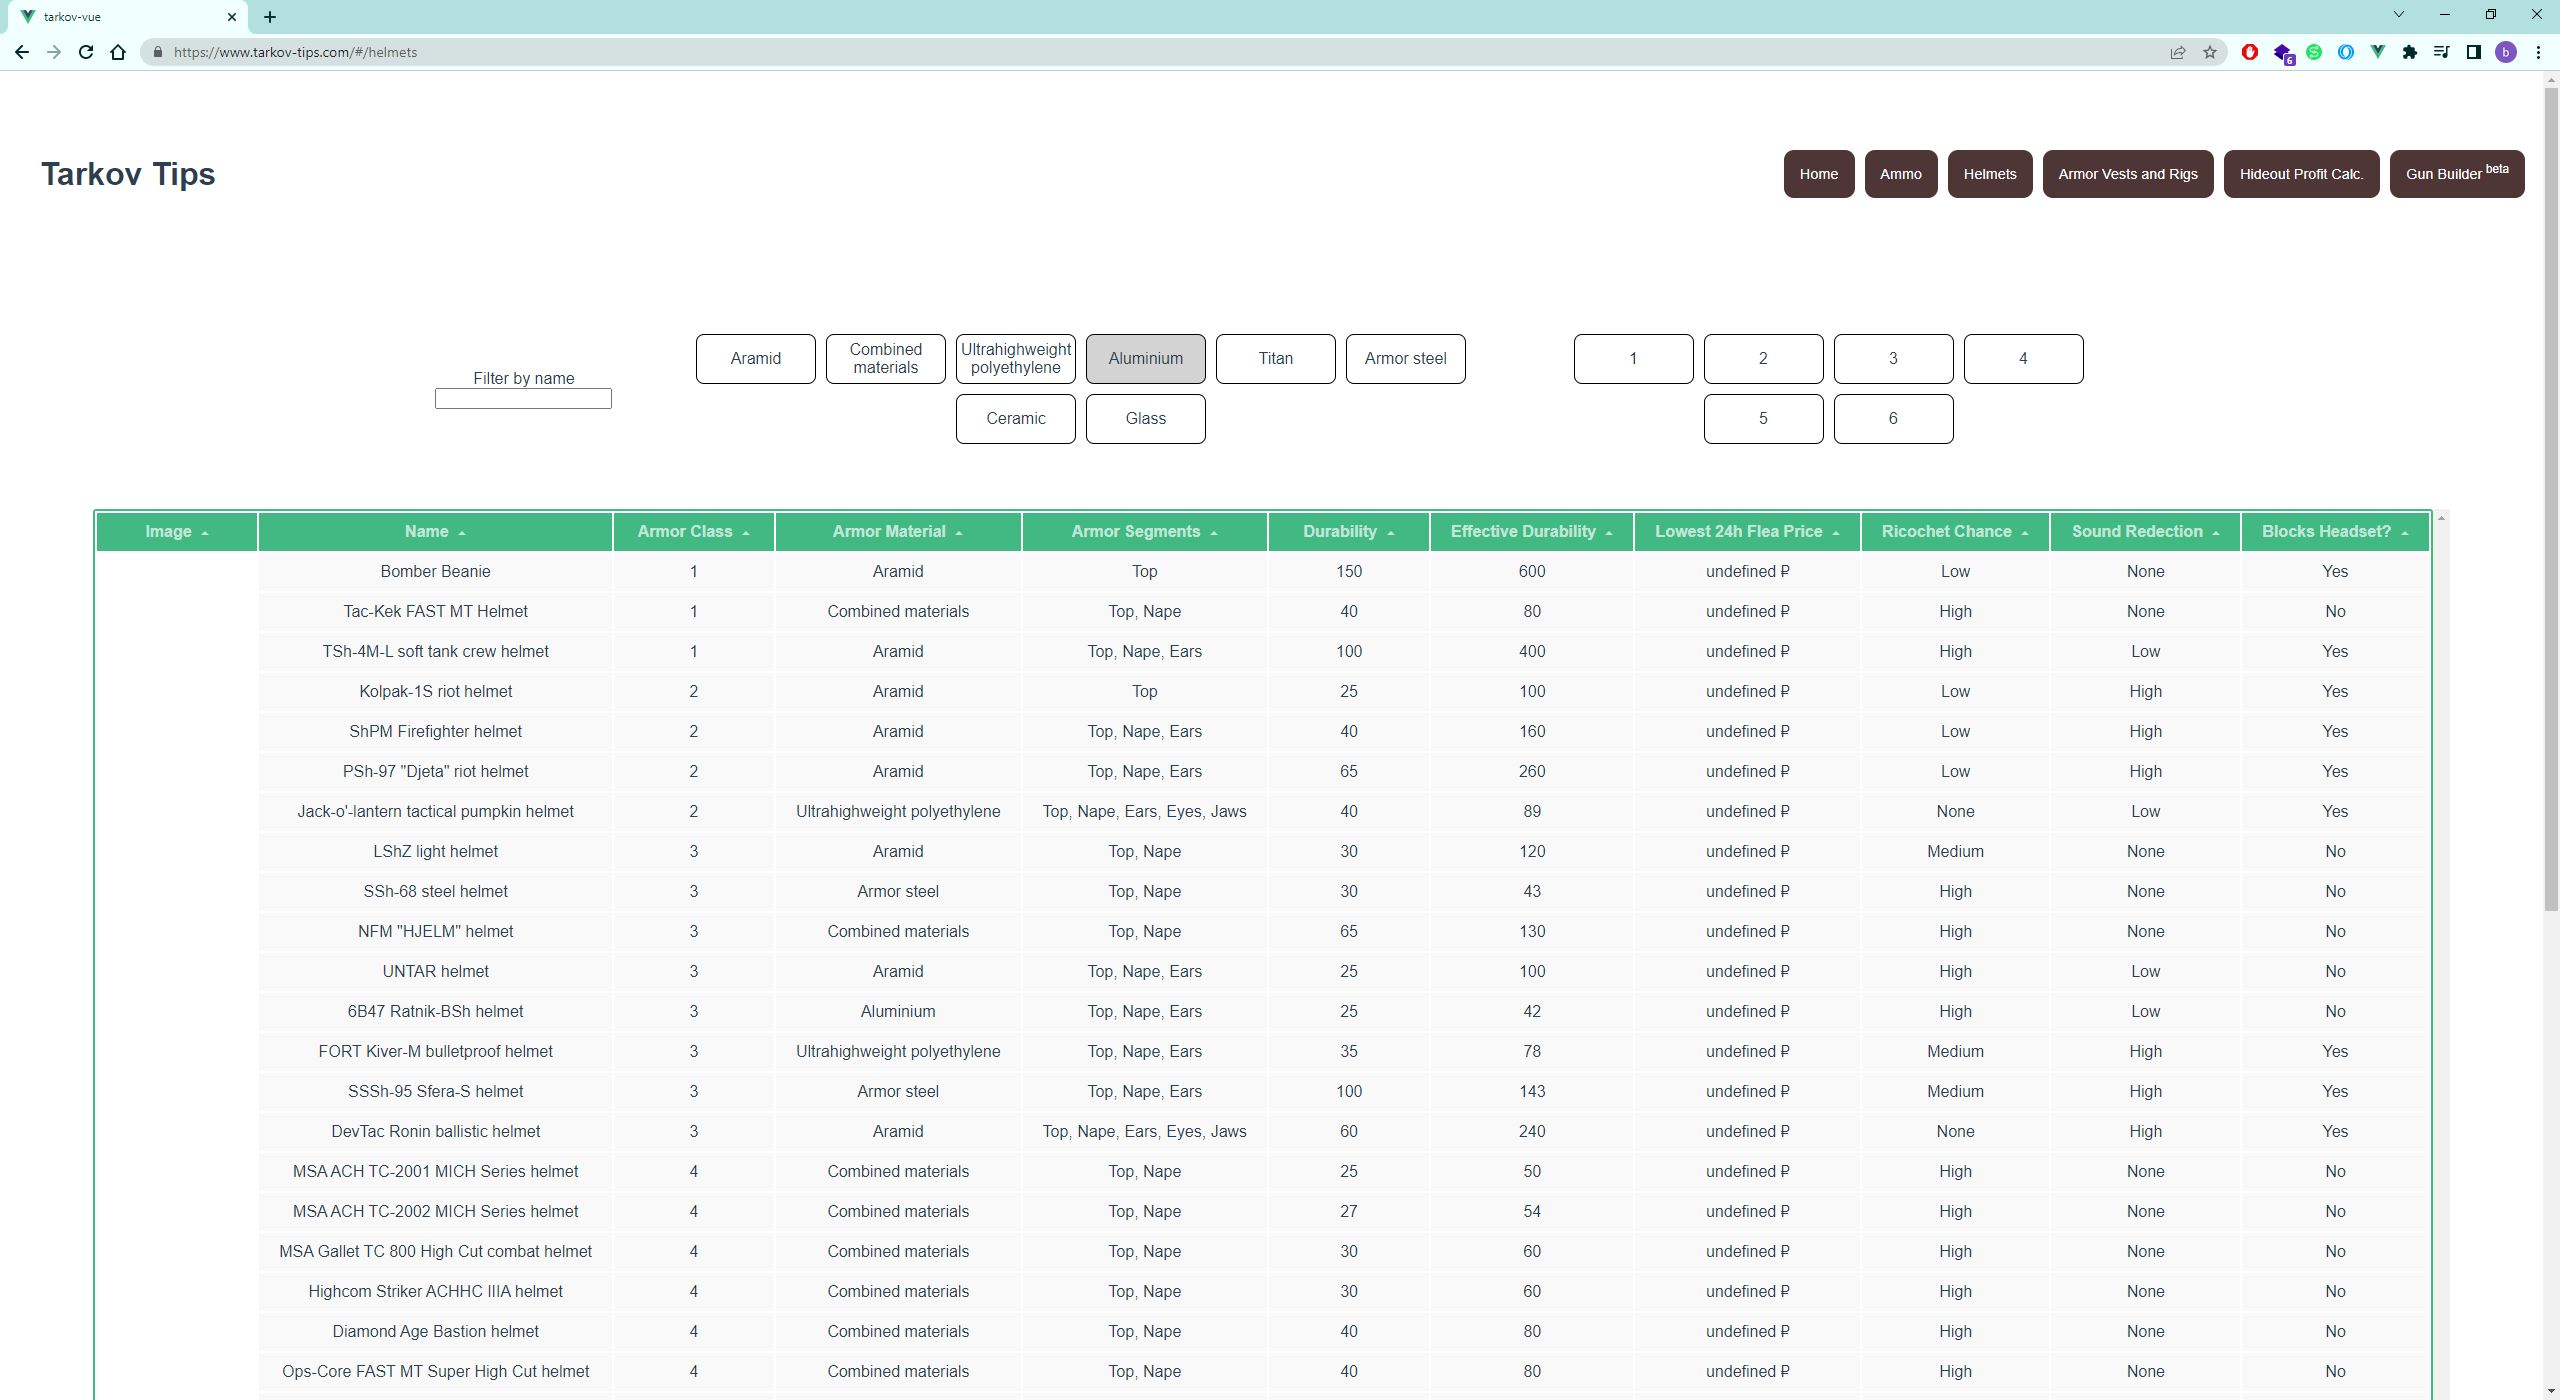 tarkov-vue
https://www.tarkov-tips.com/#/helmets
6
b
Tarkov Tips
Home Ammo Helmets Armor Vests and Rigs Hideout Profit Calc. Gun Builder beta
Filter by name
Aramid Combined materials Ultrahighweight polyethylene Aluminium Titan Armor steel
Ceramic Glass
1 2 3 4
5 6
Image Name Armor Class Armor Material Armor Segments Durability Effective Durability Lowest 24h Flea Price Ricochet Chance Sound Redection Blocks Headset?
Bomber Beanie 1 Aramid Top 150 600 undefined ₽ Low None Yes
Tac-Kek FAST MT Helmet 1 Combined materials Top, Nape 40 80 undefined ₽ High None No
TSh-4M-L soft tank crew helmet 1 Aramid Top, Nape, Ears 100 400 undefined ₽ High Low Yes
Kolpak-1S riot helmet 2 Aramid Top 25 100 undefined ₽ Low High Yes
ShPM Firefighter helmet 2 Aramid Top, Nape, Ears 40 160 undefined ₽ Low High Yes
PSh-97 "Djeta" riot helmet 2 Aramid Top, Nape, Ears 65 260 undefined ₽ Low High Yes
Jack-o'-lantern tactical pumpkin helmet 2 Ultrahighweight polyethylene Top, Nape, Ears, Eyes, Jaws 40 89 undefined ₽ None Low Yes
LShZ light helmet 3 Aramid Top, Nape 30 120 undefined ₽ Medium None No
SSh-68 steel helmet 3 Armor steel Top, Nape 30 43 undefined ₽ High None No
NFM "HJELM" helmet 3 Combined materials Top, Nape 65 130 undefined ₽ High None No
UNTAR helmet 3 Aramid Top, Nape, Ears 25 100 undefined ₽ High Low No
6B47 Ratnik-BSh helmet 3 Aluminium Top, Nape, Ears 25 42 undefined ₽ High Low No
FORT Kiver-M bulletproof helmet 3 Ultrahighweight polyethylene Top, Nape, Ears 35 78 undefined ₽ Medium High Yes
SSSh-95 Sfera-S helmet 3 Armor steel Top, Nape, Ears 100 143 undefined ₽ Medium High Yes
DevTac Ronin ballistic helmet 3 Aramid Top, Nape, Ears, Eyes, Jaws 60 240 undefined ₽ None High Yes
MSA ACH TC-2001 MICH Series helmet 4 Combined materials Top, Nape 25 50 undefined ₽ High None No
MSA ACH TC-2002 MICH Series helmet 4 Combined materials Top, Nape 27 54 undefined ₽ High None No
MSA Gallet TC 800 High Cut combat helmet 4 Combined materials Top, Nape 30 60 undefined ₽ High None No
Highcom Striker ACHHC IIIA helmet 4 Combined materials Top, Nape 30 60 undefined ₽ High None No
Diamond Age Bastion helmet 4 Combined materials Top, Nape 40 80 undefined ₽ High None No
Ops-Core FAST MT Super High Cut helmet 4 Combined materials Top, Nape 40 80 undefined ₽ High None No